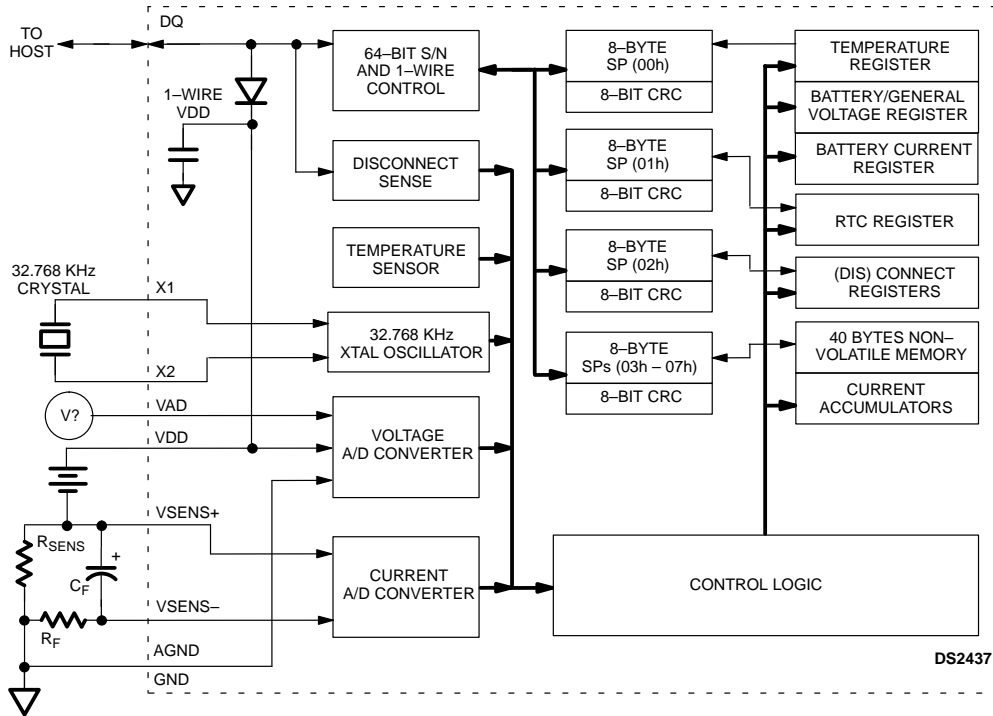 TO
HOST
DQ
1–WIRE
VDD
64–BIT S/N
AND 1–WIRE
CONTROL
DISCONNECT
SENSE
TEMPERATURE
SENSOR
32.768 KHz
CRYSTAL
X1
X2
32.768 KHz
XTAL OSCILLATOR
V?
VAD
VDD
VOLTAGE
A/D CONVERTER
VSENS+
RSENS
+
CF
VSENS–
RF
CURRENT
A/D CONVERTER
AGND
GND
8–BYTE
SP (00h)
8–BIT CRC
8–BYTE
SP (01h)
8–BIT CRC
8–BYTE
SP (02h)
8–BIT CRC
8–BYTE
SPs (03h – 07h)
8–BIT CRC
TEMPERATURE
REGISTER
BATTERY/GENERAL
VOLTAGE REGISTER
BATTERY CURRENT
REGISTER
RTC REGISTER
(DIS) CONNECT
REGISTERS
40 BYTES NON–
VOLATILE MEMORY
CURRENT
ACCUMULATORS
CONTROL LOGIC
DS2437